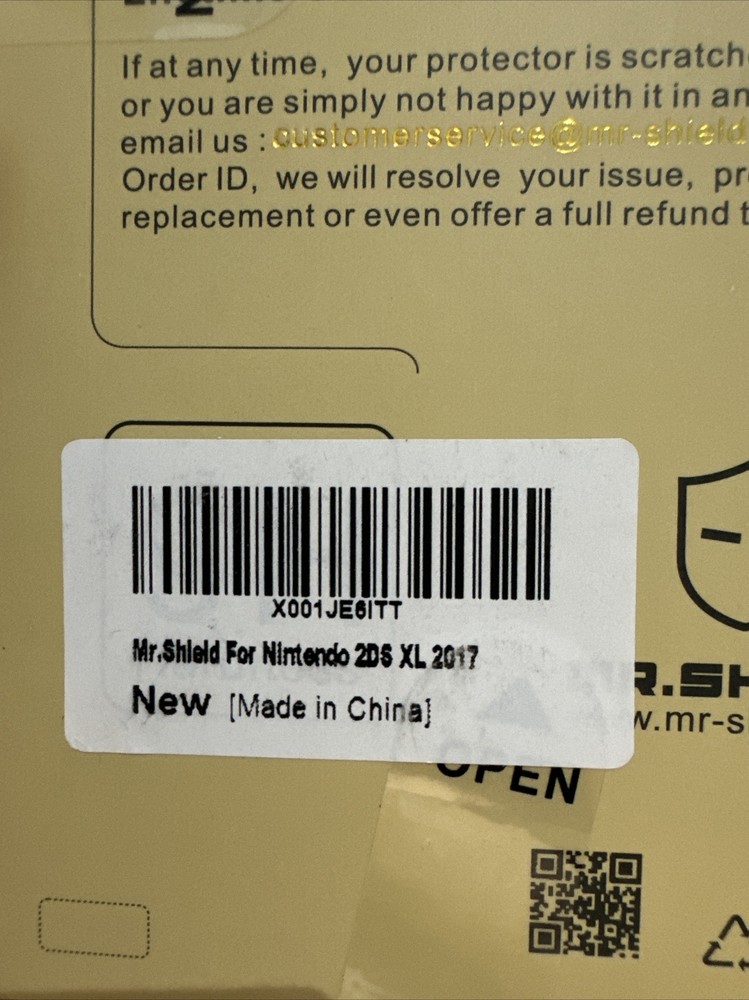 If at any time, your protector is scratch
or you are simply not happy with it in an
email us : customerservice@mr-shield
Order ID, we will resolve your issue, pr
replacement or even offer a full refund t
X001JE6ITT
Mr.Shield For Nintendo 2DS XL 2017
New [Made in China]
R.SH
w.mr-s
OPEN